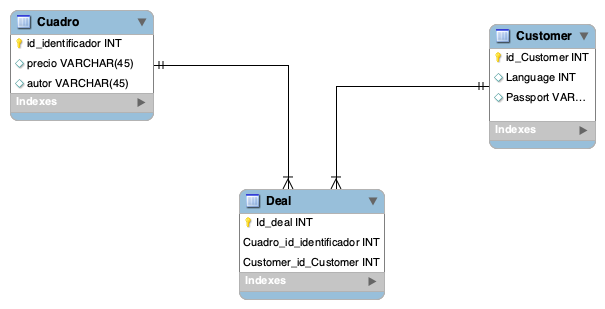 Cuadro
id_identificador INT
precio VARCHAR(45)
autor VARCHAR(45)
Indexes
Customer
id_Customer INT
Language INT
Passport VAR...
Indexes
Deal
Id_deal INT
Cuadro_id_identificador INT
Customer_id_Customer INT
Indexes